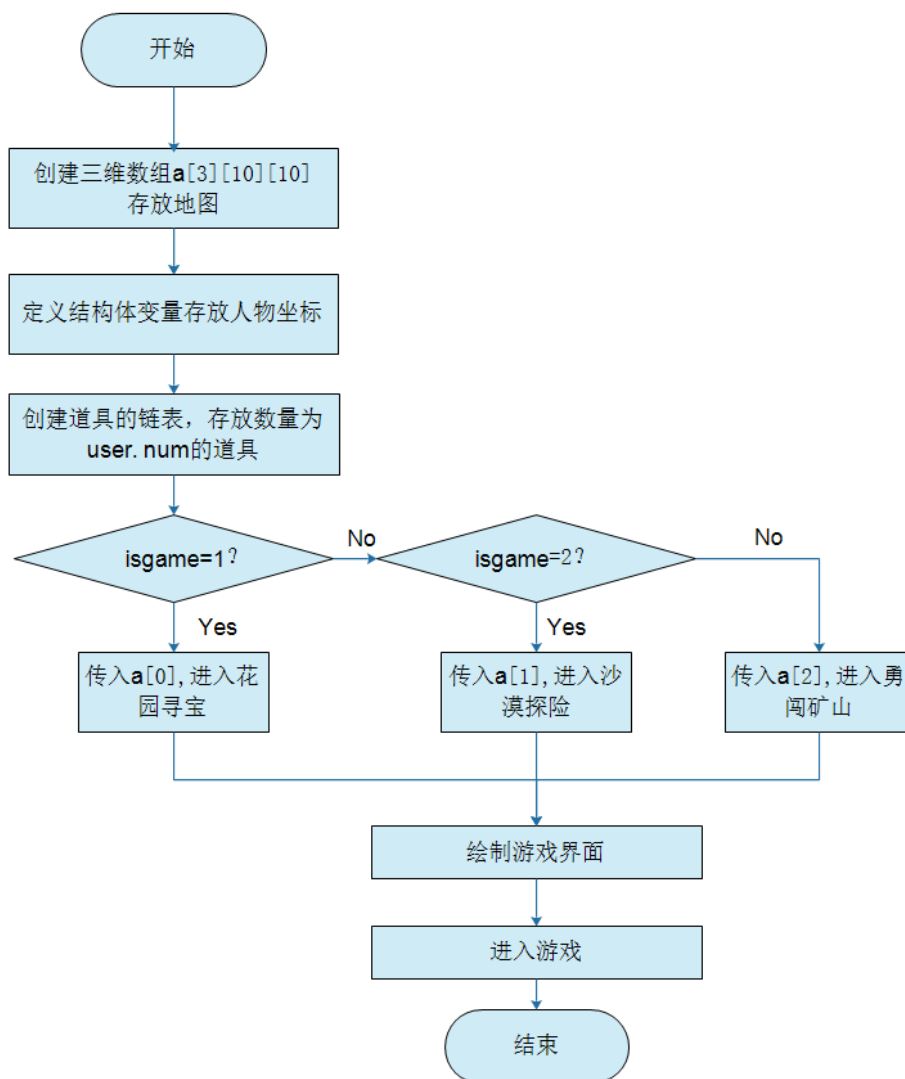 开始
创建三维数组a[3][10][10]
存放地图
定义结构体变量存放人物坐标
创建道具的链表，存放数量为
user.num的道具
isgame=1?
No
isgame=2?
No
Yes
Yes
传入a[0],进入花
园寻宝
传入a[1],进入沙
漠探险
传入a[2],进入勇
闯矿山
绘制游戏界面
进入游戏
结束